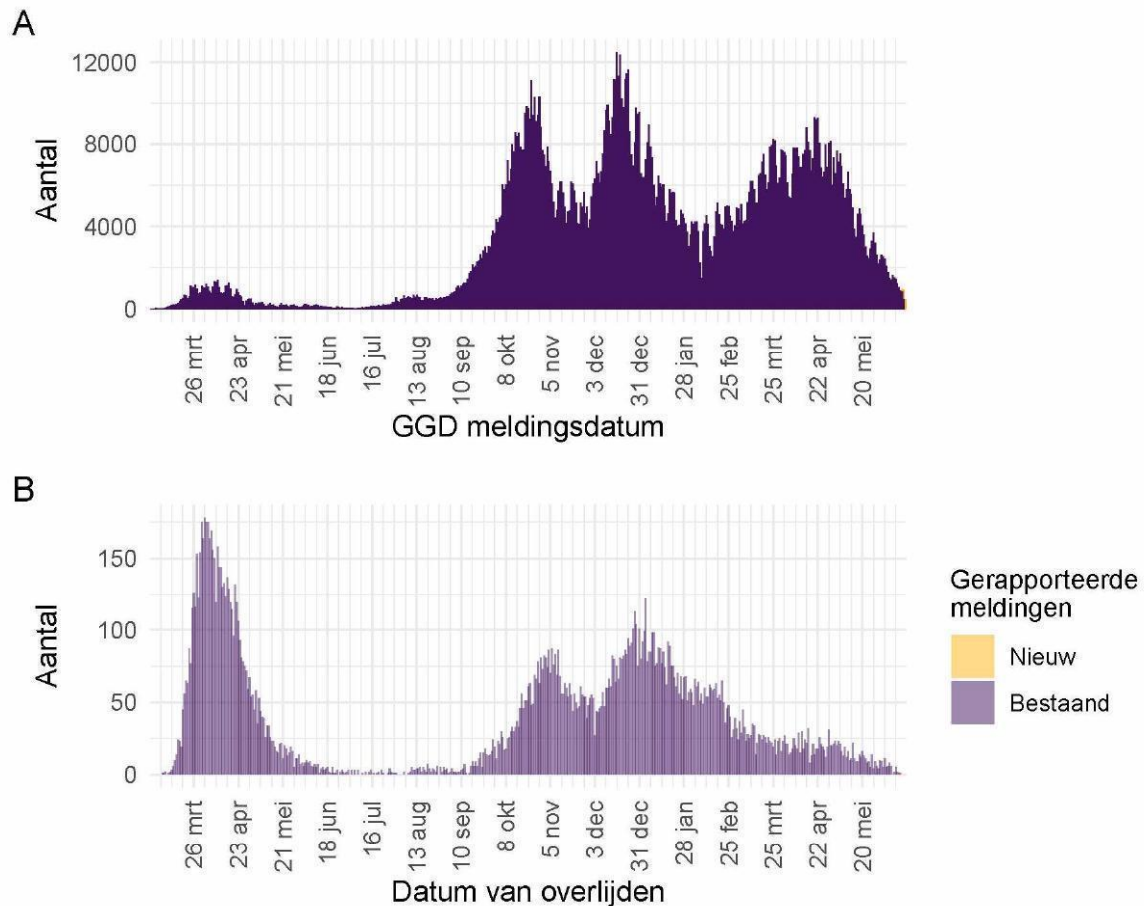 A
Aantal
12000
8000
4000
0
26 mrt
23 apr
21 mei
18 jun
16 jul
13 aug
10 sep
8 okt
5 nov
3 dec
31 dec
28 jan
25 feb
25 mrt
22 apr
20 mei
GGD meldingsdatum
B
Aantal
150
100
50
0
26 mrt
23 apr
21 mei
18 jun
16 jul
13 aug
10 sep
8 okt
5 nov
3 dec
31 dec
28 jan
25 feb
25 mrt
22 apr
20 mei
Datum van overlijden
Gerapporteerde
meldingen
Nieuw
Bestaand